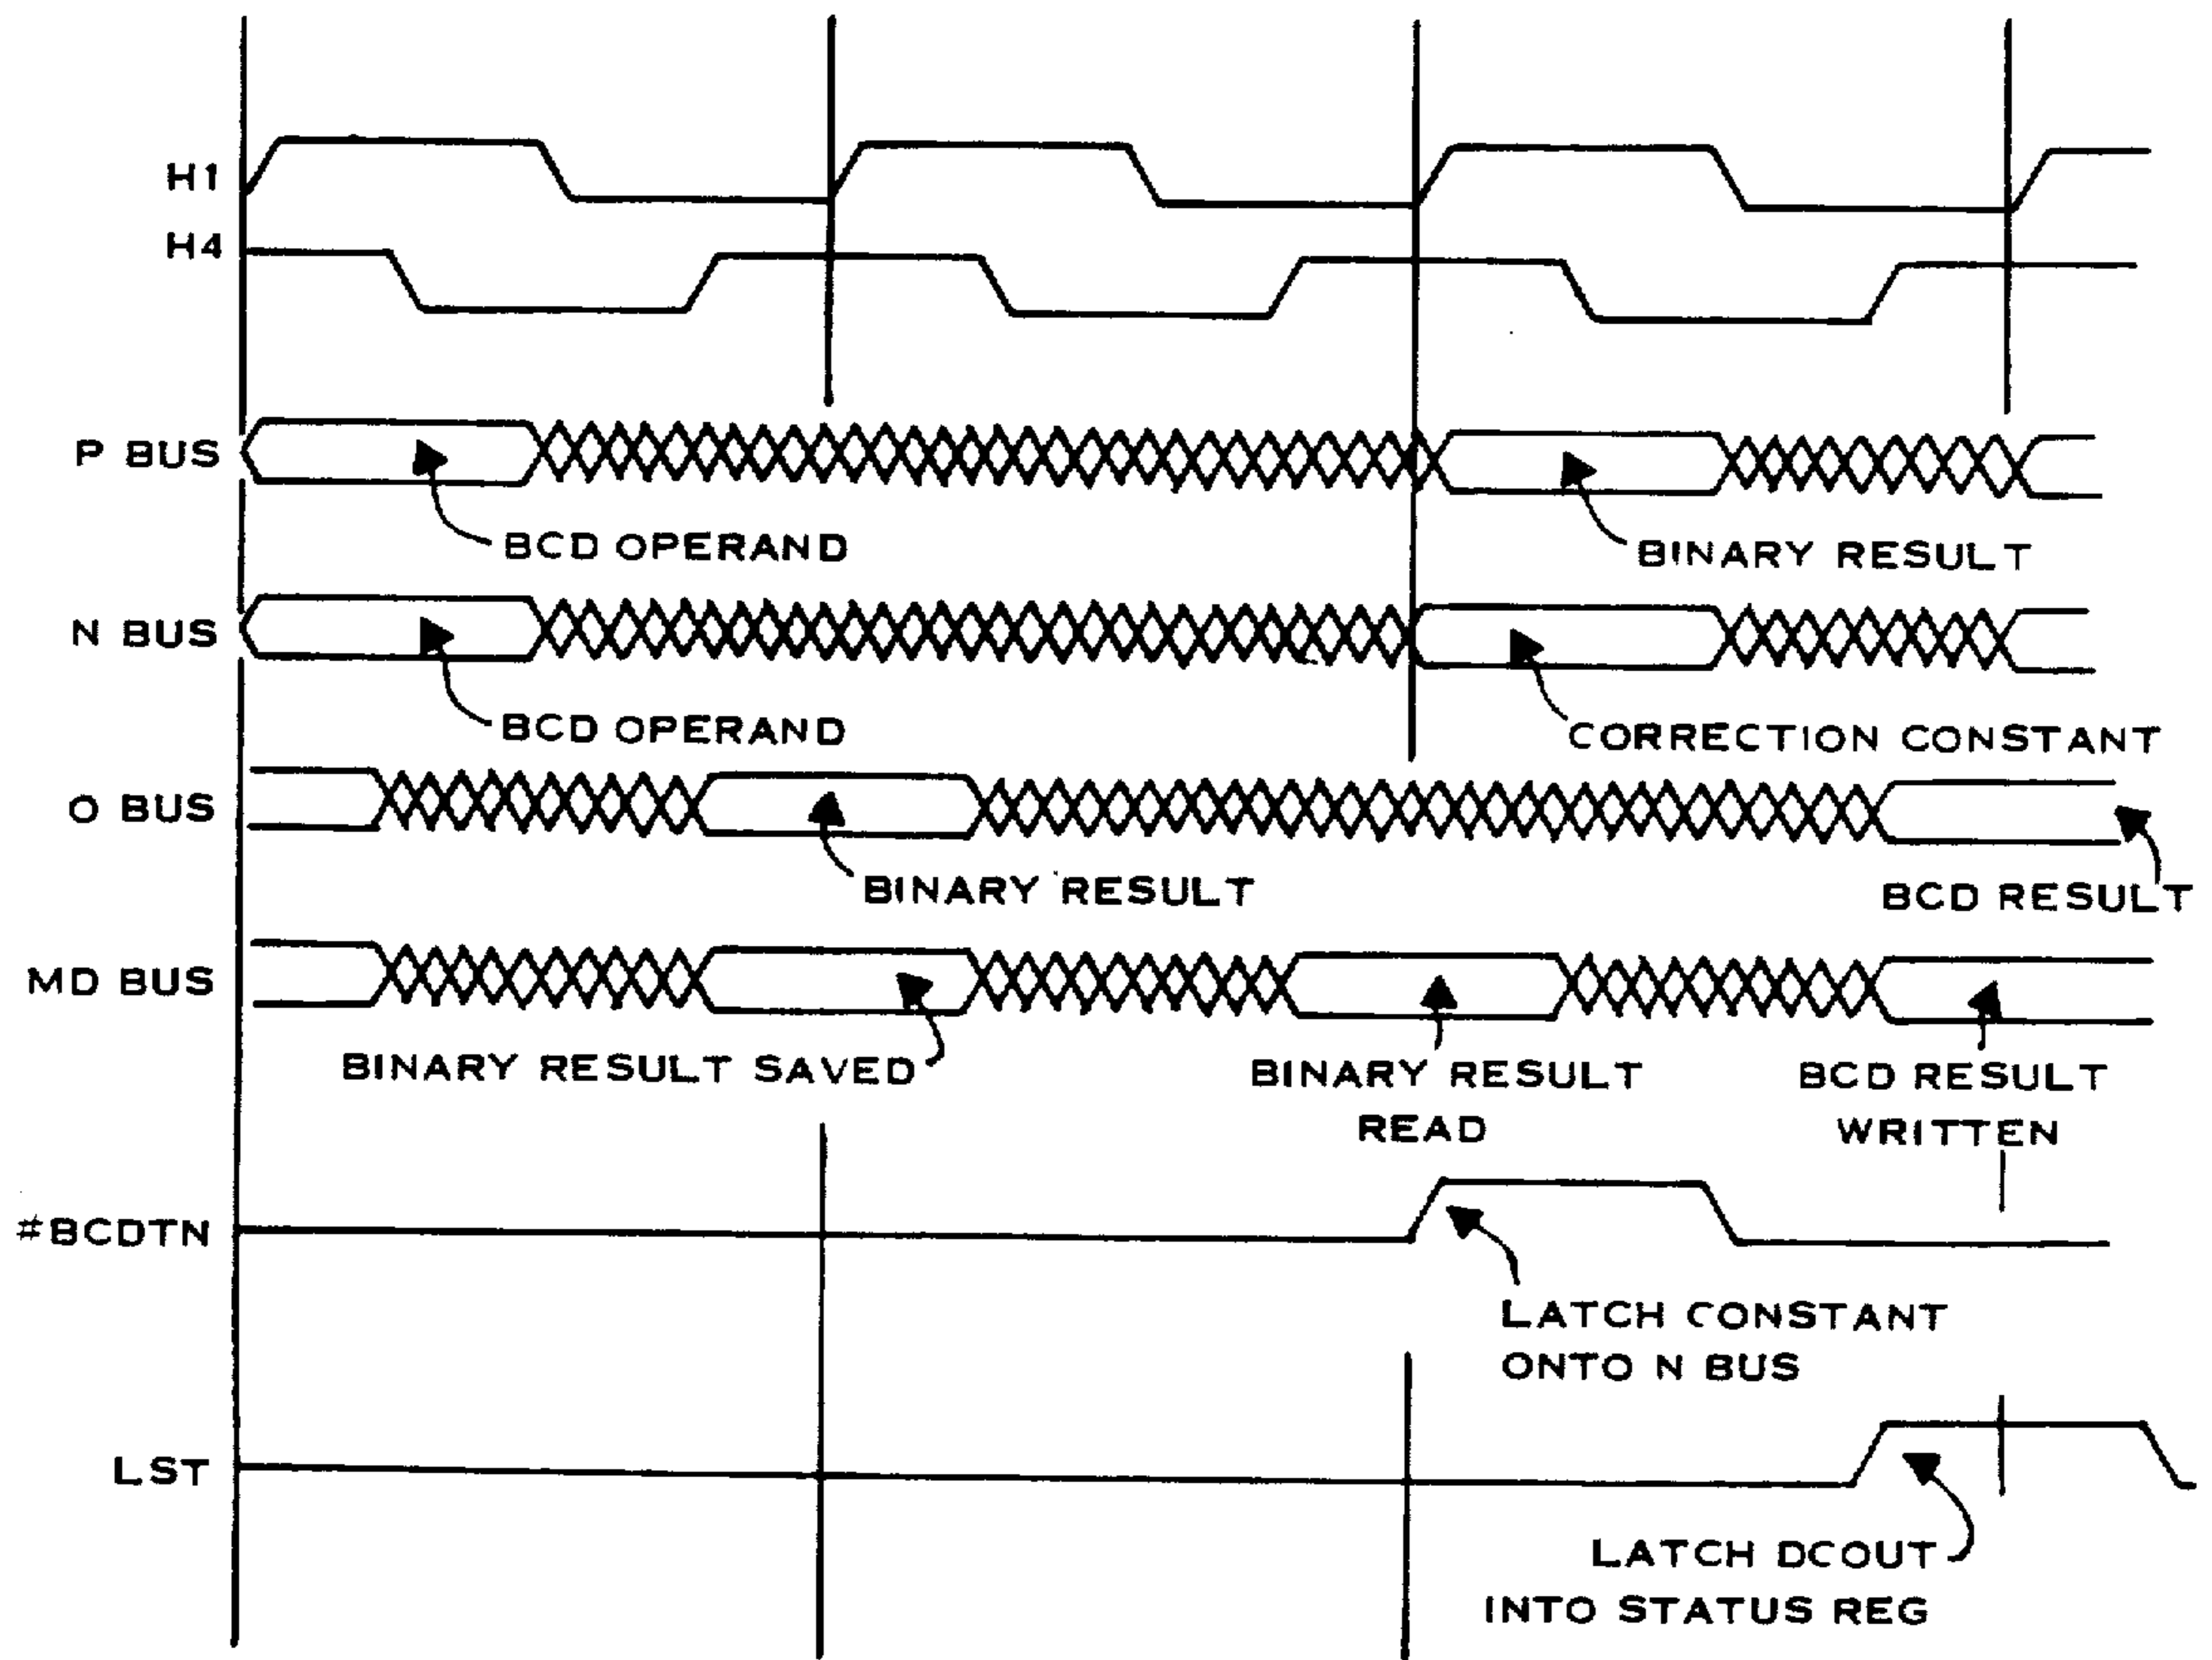 H1
H4
P BUS
BCD OPERAND
BINARY RESULT
N BUS
BCD OPERAND
CORRECTION CONSTANT
O BUS
BINARY RESULT
BCD RESULT
MD BUS
BINARY RESULT SAVED
BINARY RESULT
READ
BCD RESULT
WRITTEN
#BCDTN
LATCH CONSTANT
ONTO N BUS
LST
LATCH DCOUT
INTO STATUS REG